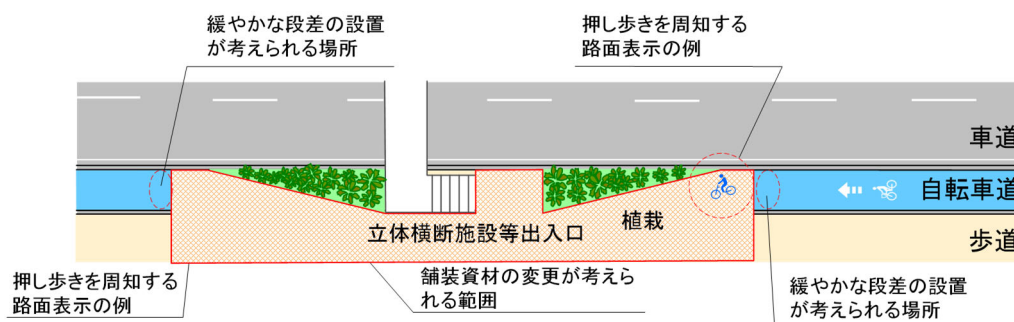 緩やかな段差の設置
が考えられる場所
押し歩きを周知する
路面表示の例
車道
自転車道
植栽
立体横断施設等出入口
歩道
押し歩きを周知する
路面表示の例
舗装資材の変更が考えら
れる範囲
緩やかな段差の設置
が考えられる場所